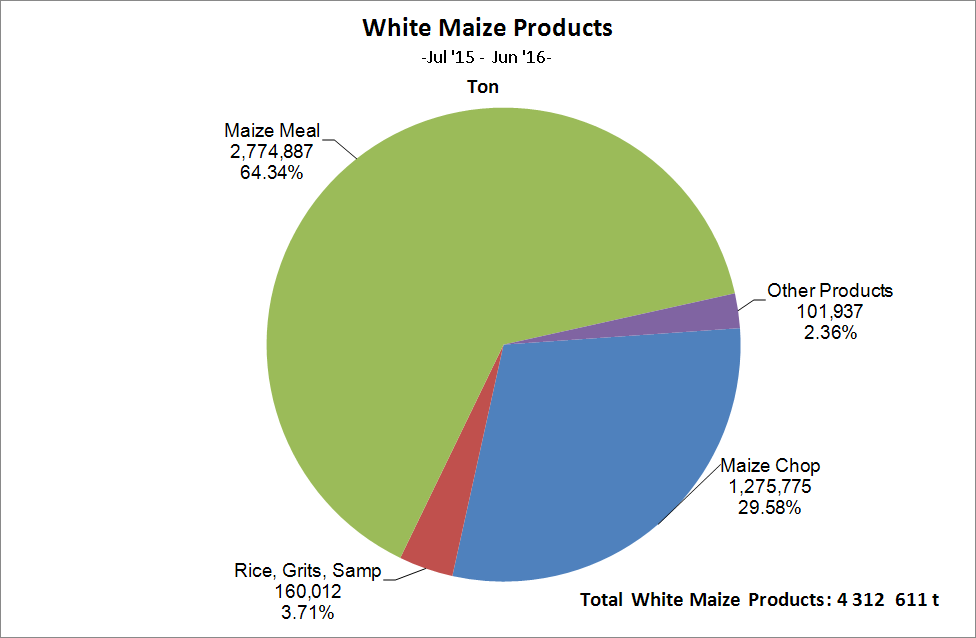 White Maize Products
-Jul '15 - Jun '16-
Ton
Maize Meal
2,774,887
64.34%
Other Products
101,937
2.36%
Maize Chop
1,275,775
29.58%
Rice, Grits, Samp
160,012
3.71%
Total White Maize Products: 4 312 611 t